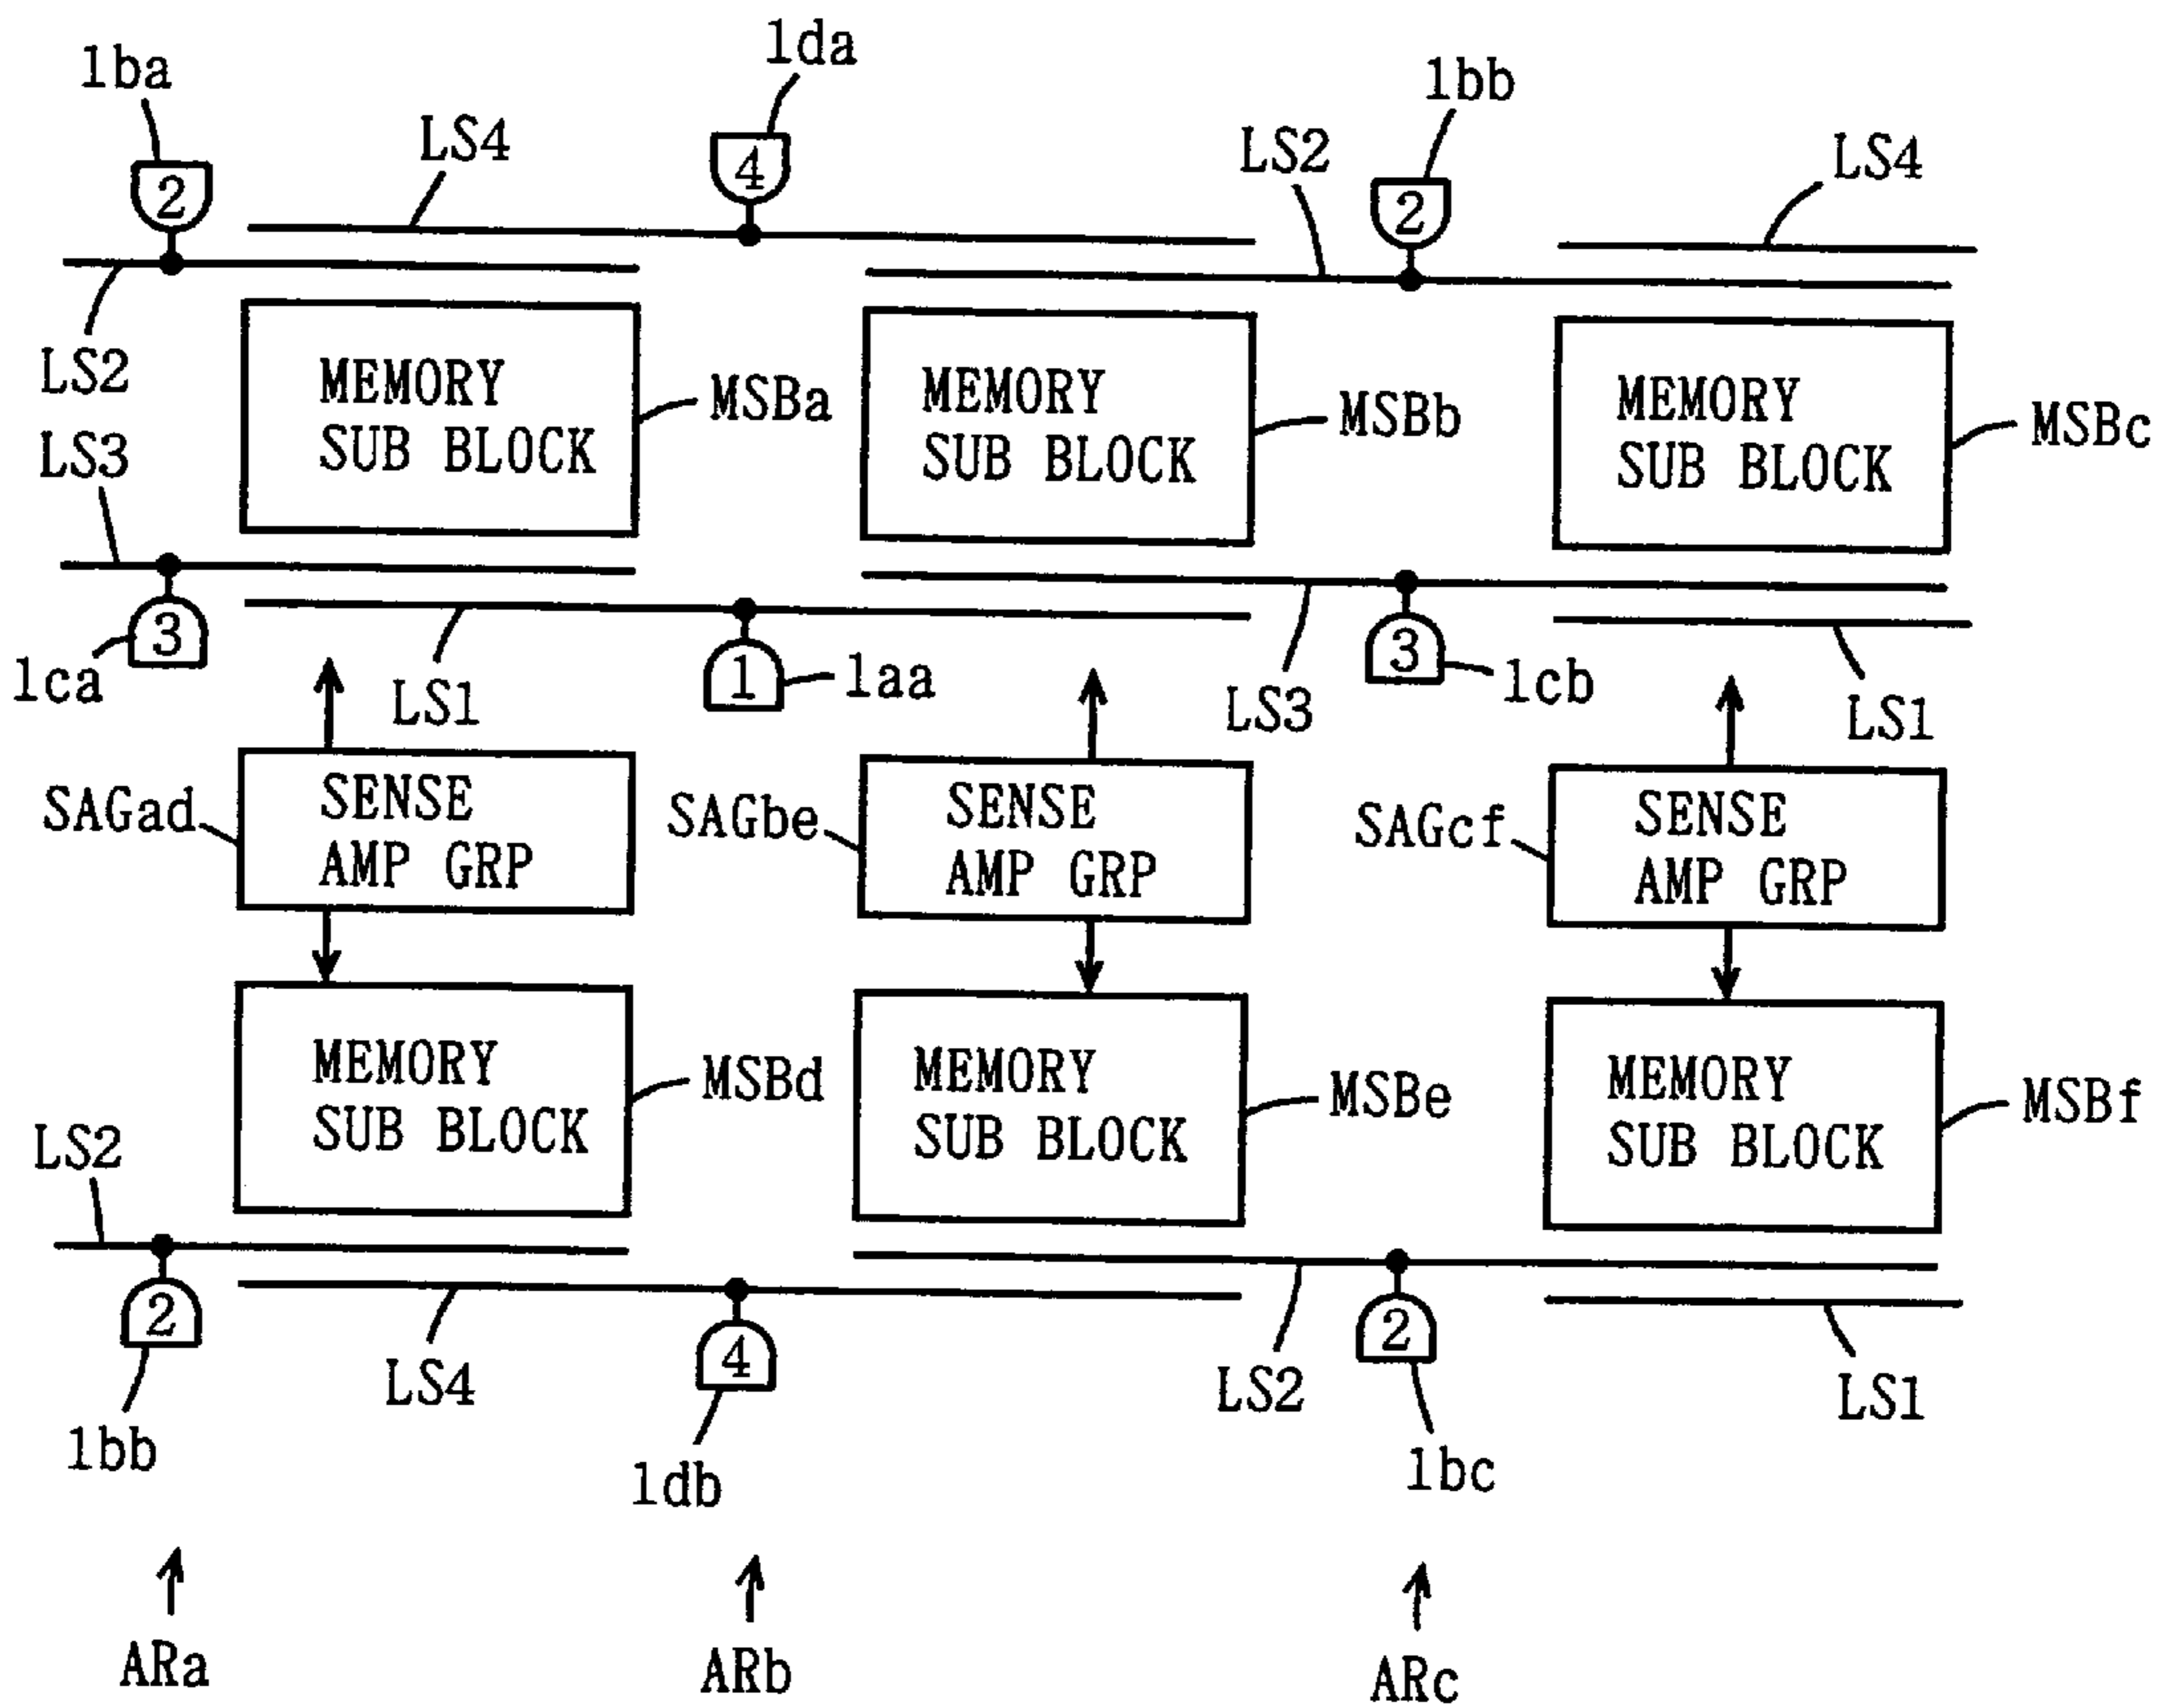 1ba
1da
1bb
LS4
LS2
LS4
2
4
2
LS2
MEMORY
SUB BLOCK
MSBa
MEMORY
SUB BLOCK
MSBb
MEMORY
SUB BLOCK
MSBc
LS3
3
1ca
LS1
1
1aa
LS3
3
1cb
LS1
SAGad
SENSE
AMP GRP
SAGbe
SENSE
AMP GRP
SAGcf
SENSE
AMP GRP
MEMORY
SUB BLOCK
MSBd
MEMORY
SUB BLOCK
MSBe
MEMORY
SUB BLOCK
MSBf
LS2
2
1bb
LS4
4
1db
LS2
2
1bc
LS1
ARa
ARb
ARc